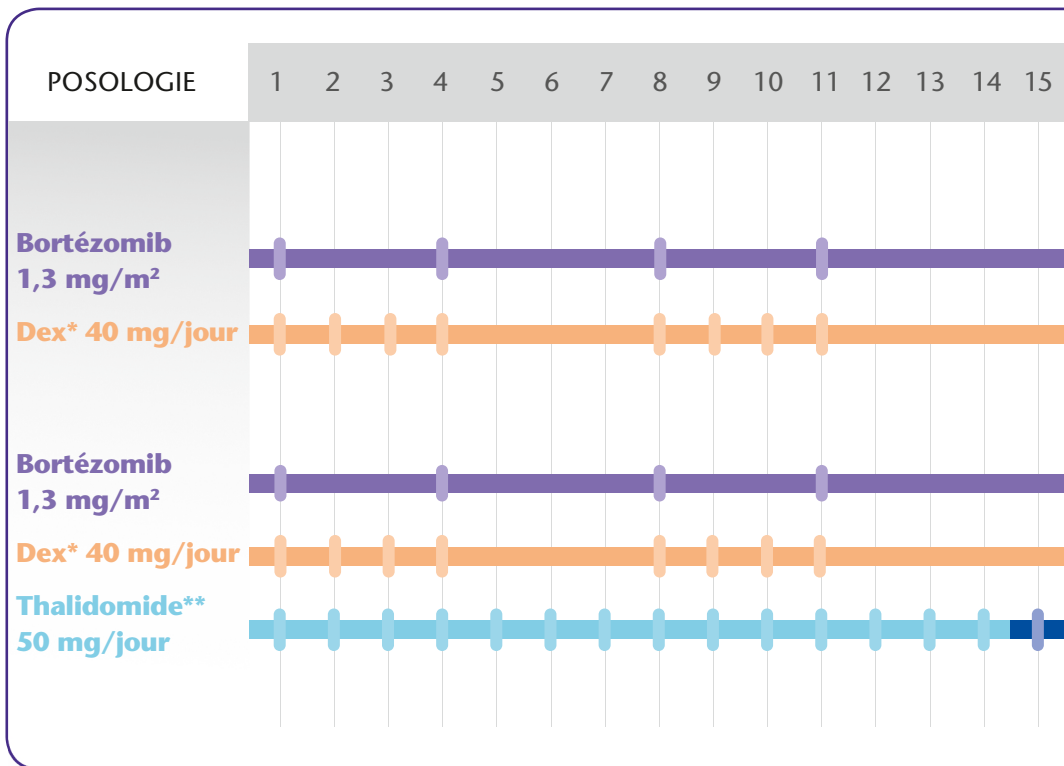 POSOLOGIE 1 2 3 4 5 6 7 8 9 10 11 12 13 14 15
Bortézomib
1,3 mg/m²
Dex* 40 mg/jour
Bortézomib
1,3 mg/m²
Dex* 40 mg/jour
Thalidomide**
50 mg/jour